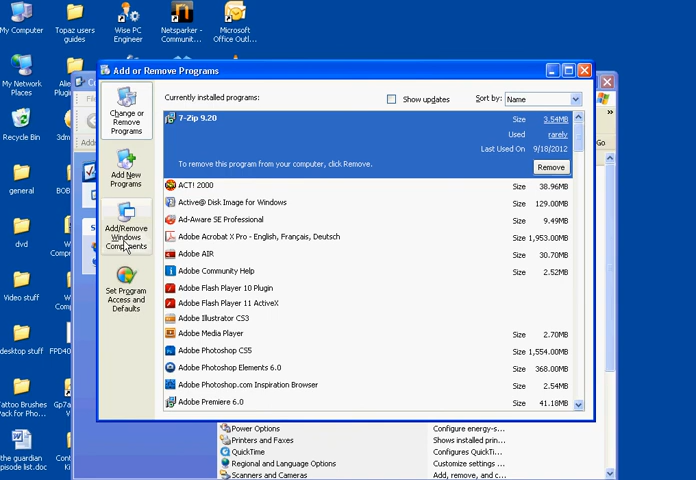 My Computer
Topaz users
guides
Wise PC
Engineer
Netsparker -
Communit...
Microsoft
Office Outl...
My Network
Places
Recycle Bin
general
dvd
Video stuff
desktop stuff
Tattoo Brushes
Pack for Pho...
the guardian
episode list.doc
Add or Remove Programs
Change or
Remove
Programs
Add New
Programs
Add/Remove
Windows
Components
Set Program
Access and
Defaults
Currently installed programs:
Show updates
Sort by:
Name
7-Zip 9.20
Size 3.54MB
Used rarely
Last Used On 9/18/2012
To remove this program from your computer, click Remove.
Remove
ACT! 2000 Size 38.96MB
Active@ Disk Image for Windows Size 129.00MB
Ad-Aware SE Professional Size 9.49MB
Adobe Acrobat X Pro - English, Français, Deutsch Size 1,953.00MB
Adobe AIR Size 30.70MB
Adobe Community Help Size 2.52MB
Adobe Flash Player 10 Plugin
Adobe Flash Player 11 ActiveX
Adobe Illustrator CS3
Adobe Media Player Size 2.70MB
Adobe Photoshop CS5 Size 1,554.00MB
Adobe Photoshop Elements 6.0 Size 368.00MB
Adobe Photoshop.com Inspiration Browser Size 2.54MB
Adobe Premiere 6.0 Size 41.18MB
Go
Power Options Configure energy-s...
Printers and Faxes Shows installed prin...
QuickTime Configures QuickTi...
Regional and Language Options Customize settings ...
Scanners and Cameras Add, remove, and c...